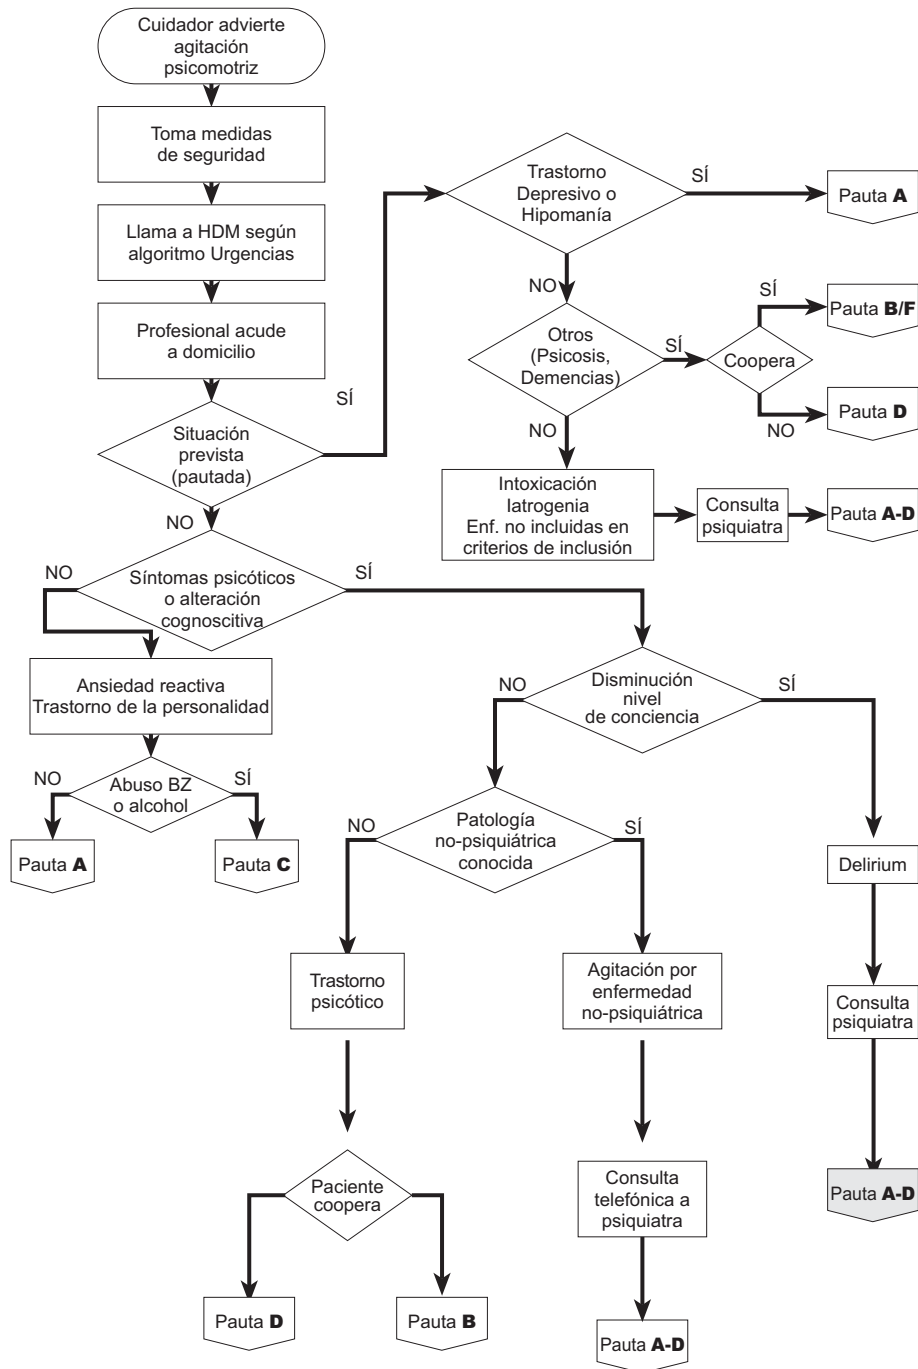 Cuidador advierte
agitación
psicomotriz
Toma medidas
de seguridad
Llama a HDM según
algoritmo Urgencias
Profesional acude
a domicilio
Situación
prevista
(pautada)
SÍ
NO
Trastorno
Depresivo o
Hipomanía
SÍ
Pauta A
NO
Otros
(Psicosis,
Demencias)
SÍ
Coopera
SÍ
Pauta B/F
NO
Pauta D
NO
Intoxicación
Iatrogenia
Enf. no incluidas en
criterios de inclusión
Consulta
psiquiatra
Pauta A-D
Síntomas psicóticos
o alteración
cognoscitiva
NO
SÍ
Ansiedad reactiva
Trastorno de la personalidad
Abuso BZ
o alcohol
NO
SÍ
Pauta A
Pauta C
Disminución
nivel
de conciencia
NO
SÍ
Patología
no-psiquiátrica
conocida
NO
SÍ
Delirium
Consulta
psiquiatra
Pauta A-D
Trastorno
psicótico
Agitación por
enfermedad
no-psiquiátrica
Paciente
coopera
Consulta
telefónica a
psiquiatra
Pauta D
Pauta B
Pauta A-D